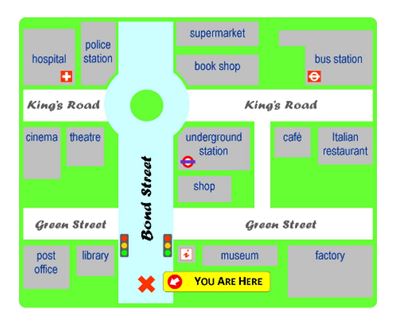 hospital
police
station
supermarket
book shop
bus station
King's Road
King's Road
cinema
theatre
Bond Street
underground
station
café
Italian
restaurant
shop
Green Street
Green Street
post
office
library
i
museum
factory
YOU ARE HERE